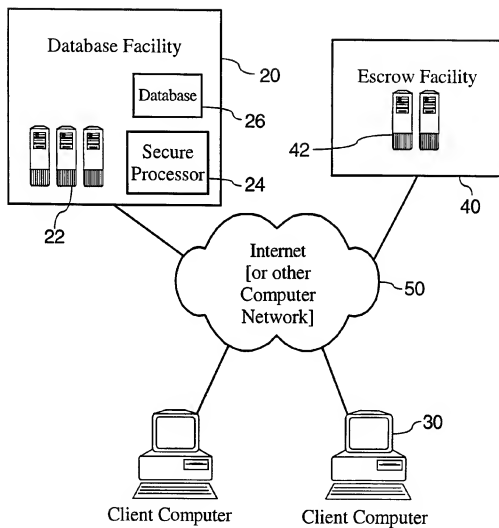 Database Facility
20
Database
26
Secure
Processor
24
22
Escrow Facility
42
40
Internet
[or other
Computer
Network]
50
30
Client Computer
Client Computer